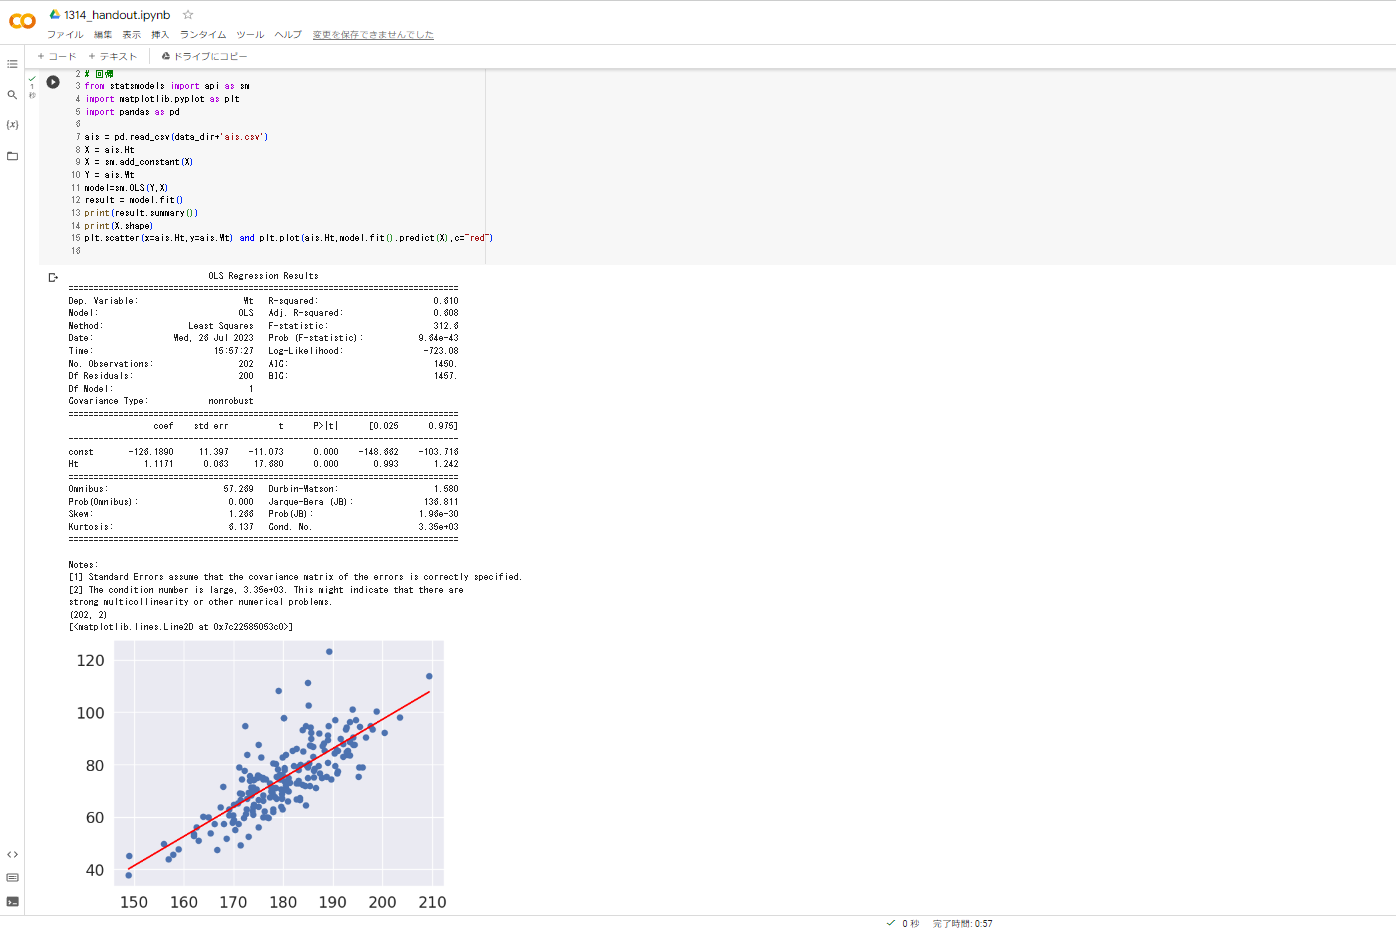 1314_handout.ipynb
ファイル 編集 表示 挿入 ランタイム ツール ヘルプ 変更を保存できませんでした
+ コード + テキスト ドライブにコピー
1
秒
2 # 回帰
3 from statsmodels import api as sm
4 import matplotlib.pyplot as plt
5 import pandas as pd
6
7 ais = pd.read_csv(data_dir+'ais.csv')
8 X = ais.Ht
9 X = sm.add_constant(X)
10 Y = ais.Wt
11 model=sm.OLS(Y,X)
12 result = model.fit()
13 print(result.summary())
14 print(X.shape)
15 plt.scatter(x=ais.Ht,y=ais.Wt) and plt.plot(ais.Ht,model.fit().predict(X),c="red")
16
OLS Regression Results
==============================================================================
Dep. Variable: Wt R-squared: 0.610
Model: OLS Adj. R-squared: 0.608
Method: Least Squares F-statistic: 312.6
Date: Wed, 26 Jul 2023 Prob (F-statistic): 9.64e-43
Time: 15:57:27 Log-Likelihood: -723.08
No. Observations: 202 AIC: 1450.
Df Residuals: 200 BIC: 1457.
Df Model: 1
Covariance Type: nonrobust
==============================================================================
coef std err t P>|t| [0.025 0.975]
------------------------------------------------------------------------------
const -126.1890 11.397 -11.073 0.000 -148.662 -103.716
Ht 1.1171 0.063 17.680 0.000 0.993 1.242
==============================================================================
Omnibus: 57.269 Durbin-Watson: 1.580
Prob(Omnibus): 0.000 Jarque-Bera (JB): 136.811
Skew: 1.266 Prob(JB): 1.96e-30
Kurtosis: 6.137 Cond. No. 3.35e+03
==============================================================================
Notes:
[1] Standard Errors assume that the covariance matrix of the errors is correctly specified.
[2] The condition number is large, 3.35e+03. This might indicate that there are
strong multicollinearity or other numerical problems.
(202, 2)
[<matplotlib.lines.Line2D at 0x7c22585053c0>]
120
100
80
60
40
150 160 170 180 190 200 210
0 秒 完了時間: 0:57